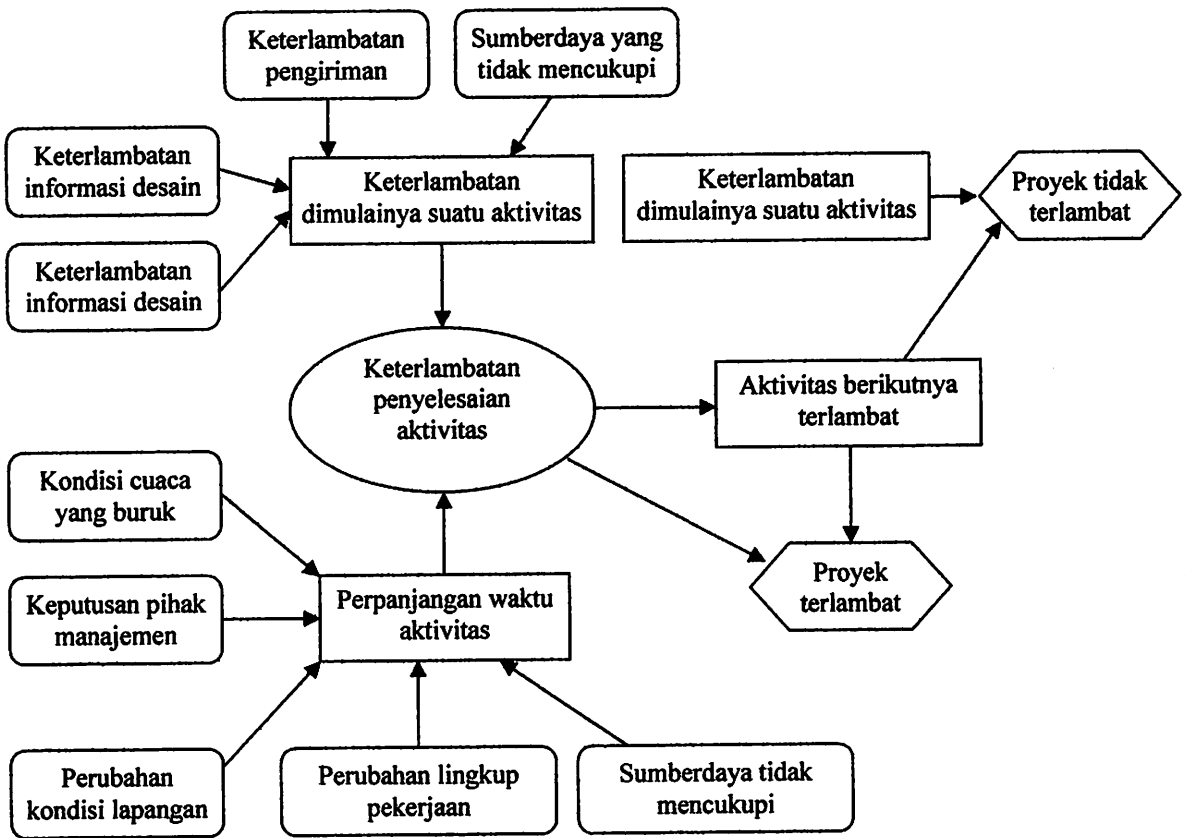 Keterlambatan
pengiriman
Sumberdaya yang
tidak mencukupi
Keterlambatan
informasi desain
Keterlambatan
dimulainya suatu aktivitas
Keterlambatan
dimulainya suatu aktivitas
Proyek tidak
terlambat
Keterlambatan
informasi desain
Keterlambatan
penyelesaian
aktivitas
Aktivitas berikutnya
terlambat
Kondisi cuaca
yang buruk
Proyek
terlambat
Keputusan pihak
manajemen
Perpanjangan waktu
aktivitas
Perubahan
kondisi lapangan
Perubahan lingkup
pekerjaan
Sumberdaya tidak
mencukupi